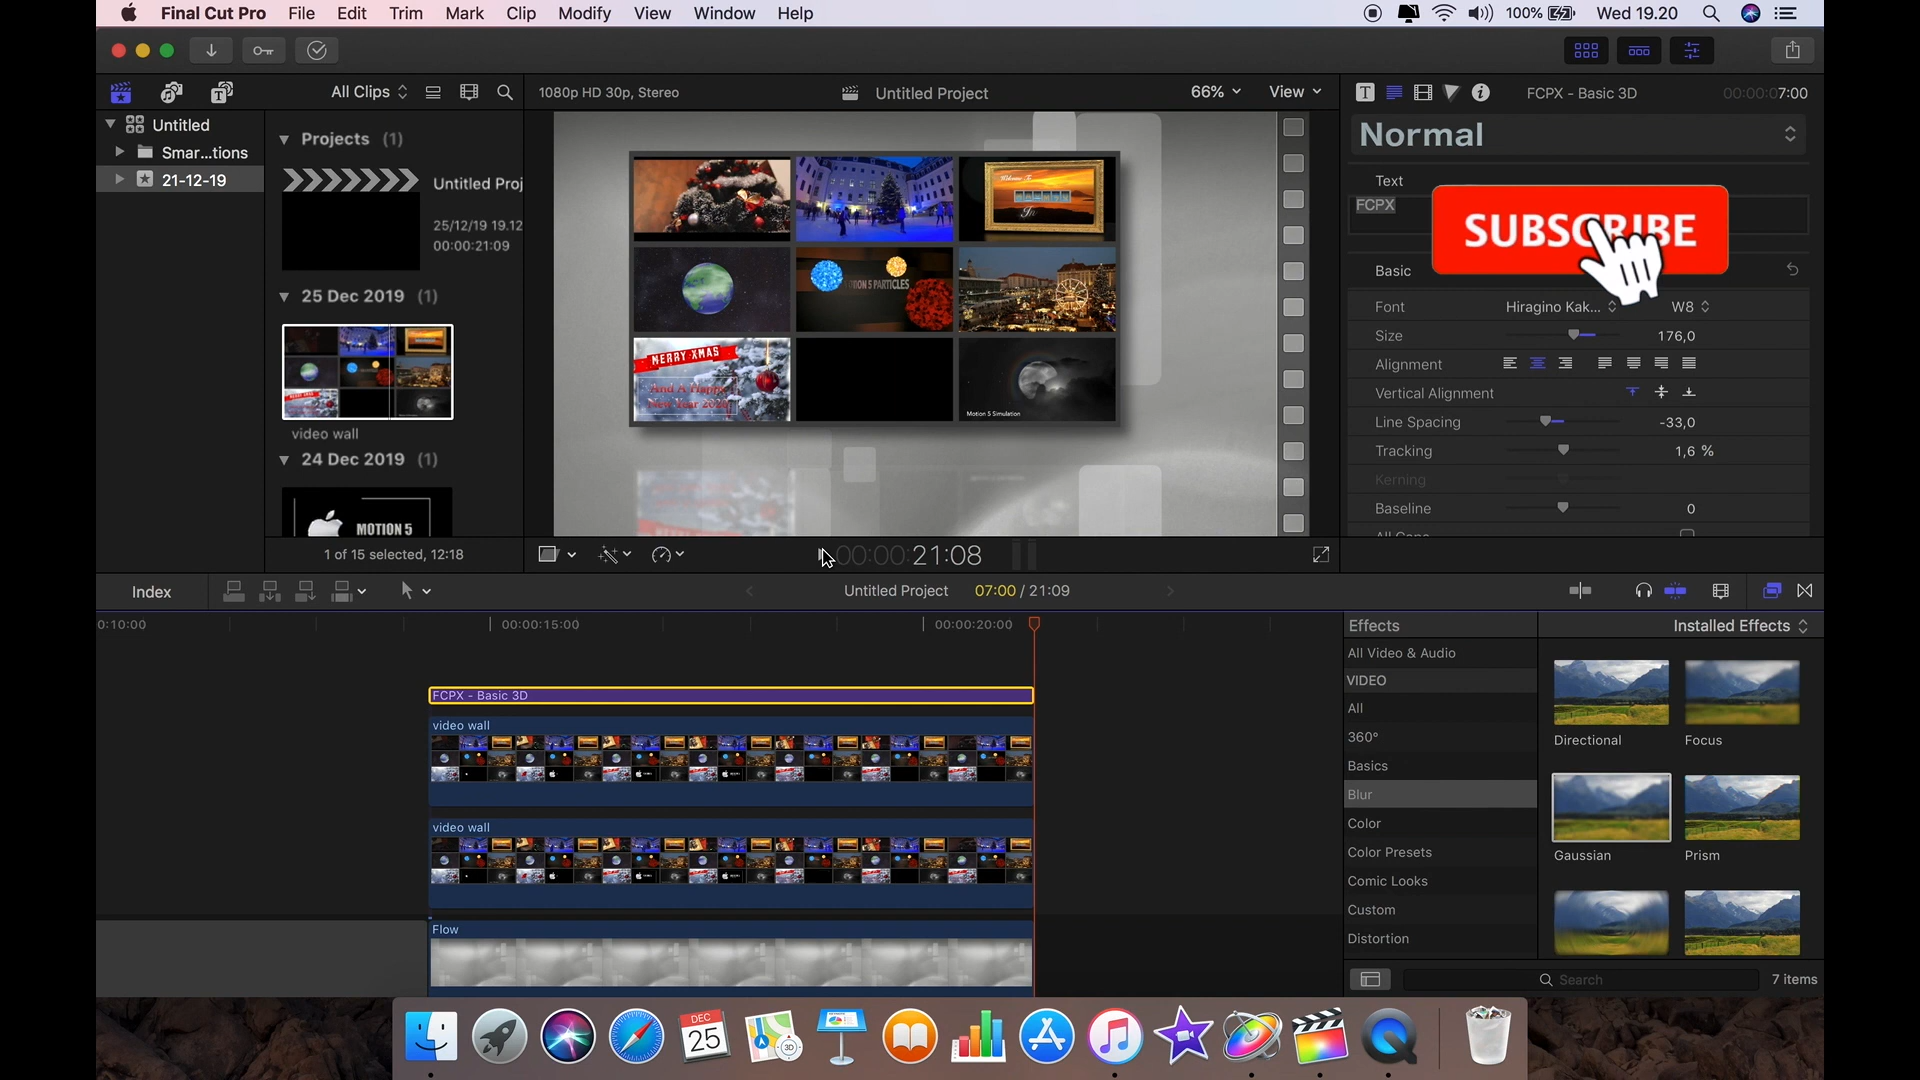 Final Cut Pro File Edit Trim Mark Clip Modify View Window Help 100% Wed 19.20
All Clips 1080p HD 30p, Stereo Untitled Project 66% View FCPX - Basic 3D 00:00:07:00
Untitled
Smar...tions
21-12-19
Projects (1)
Untitled Proj
25/12/19 19.12
00:00:21:09
25 Dec 2019 (1)
video wall
24 Dec 2019 (1)
MOTION 5
1 of 15 selected, 12:18
Welcome To
MERRY XMAS
And A Happy
New Year 2020
Motion 5 Simulation
00:00:21:08
Normal
Text
FCPX
SUBSCRIBE
Basic
Font Hiragino Kak... W8
Size 176,0
Alignment
Vertical Alignment
Line Spacing -33,0
Tracking 1,6 %
Kerning
Baseline 0
Index Untitled Project 07:00 / 21:09
0:10:00 00:00:15:00 00:00:20:00
FCPX - Basic 3D
video wall
video wall
Flow
Effects Installed Effects
All Video & Audio
VIDEO
All
360°
Basics
Blur
Color
Color Presets
Comic Looks
Custom
Distortion
Directional Focus
Gaussian Prism
Search 7 items
DEC
25
3D